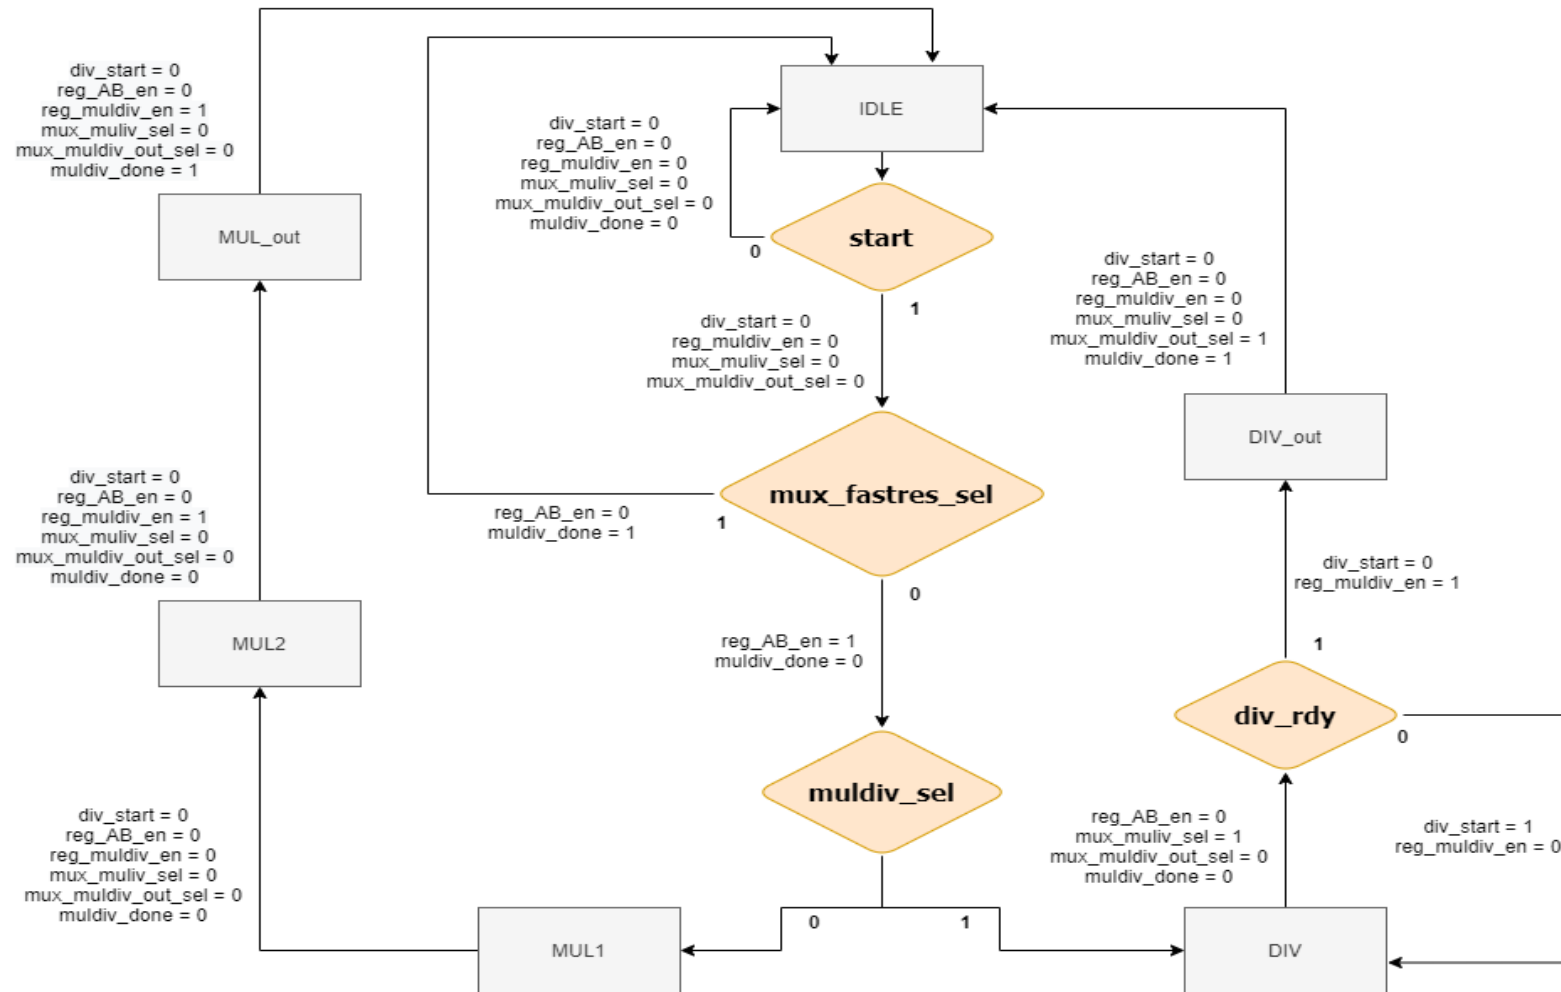 div_start = 0
reg_AB_en = 0
reg_muldiv_en = 1
mux_muliv_sel = 0
mux_muldiv_out_sel = 0
muldiv_done = 1
MUL_out
IDLE
div_start = 0
reg_AB_en = 0
reg_muldiv_en = 0
mux_muliv_sel = 0
mux_muldiv_out_sel = 0
muldiv_done = 0
start
0
1
div_start = 0
reg_muldiv_en = 0
mux_muliv_sel = 0
mux_muldiv_out_sel = 0
div_start = 0
reg_AB_en = 0
reg_muldiv_en = 0
mux_muliv_sel = 0
mux_muldiv_out_sel = 1
muldiv_done = 1
DIV_out
mux_fastres_sel
reg_AB_en = 0
muldiv_done = 1
1
0
div_start = 0
reg_AB_en = 0
reg_muldiv_en = 1
mux_muliv_sel = 0
mux_muldiv_out_sel = 0
muldiv_done = 0
MUL2
reg_AB_en = 1
muldiv_done = 0
div_start = 0
reg_muldiv_en = 1
1
div_rdy
0
muldiv_sel
div_start = 0
reg_AB_en = 0
reg_muldiv_en = 0
mux_muliv_sel = 0
mux_muldiv_out_sel = 0
muldiv_done = 0
reg_AB_en = 0
mux_muliv_sel = 1
mux_muldiv_out_sel = 0
muldiv_done = 0
div_start = 1
reg_muldiv_en = 0
0
1
MUL1
DIV